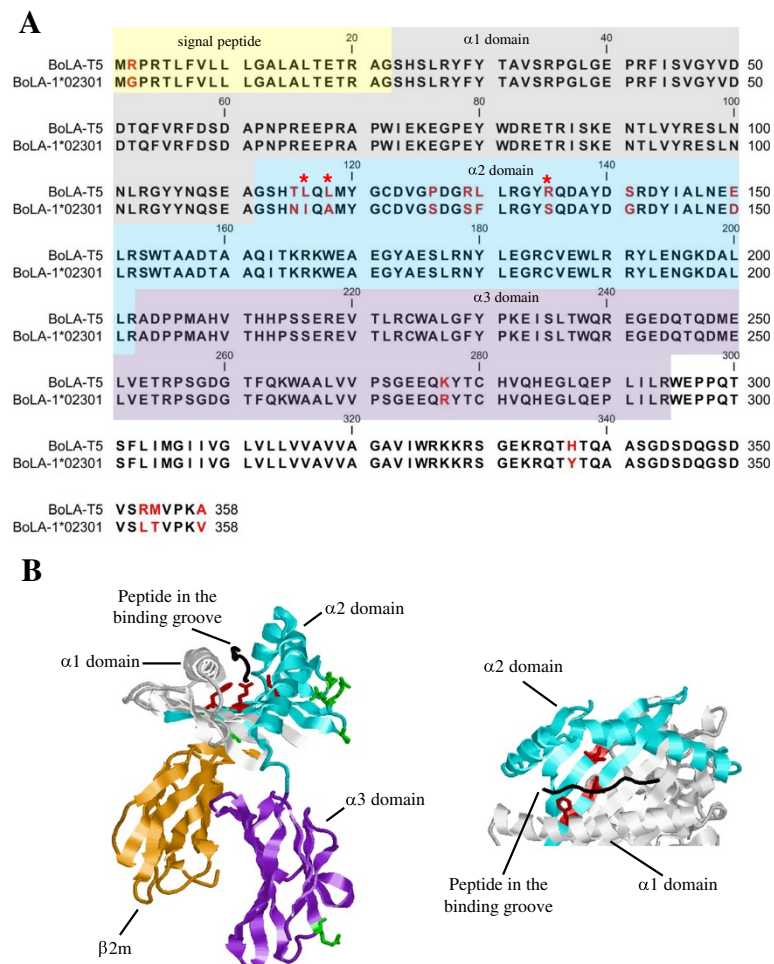 A
signal peptide 20 α1 domain 40
BoLA-T5 MRPRTLFVLL LGALALTETR AGSHSLRYFY TAVSRPGLGE PRFISVGYVD 50
BoLA-1*02301 MGPRTLFVLL LGALALTETR AGSHSLRYFY TAVSRPGLGE PRFISVGYVD 50
60 80 100
BoLA-T5 DTQFVRFDSD APNPREEPRA PWIEKEGPEY WDRETRISKE NTLVYRESLN 100
BoLA-1*02301 DTQFVRFDSD APNPREEPRA PWIEKEGPEY WDRETRISKE NTLVYRESLN 100
120 α2 domain 140
* * *
BoLA-T5 NLRGYYNQSE AGSHTLQLMY GCDVGPDGRL LRGYRQDAYD SRDYIALNEE 150
BoLA-1*02301 NLRGYYNQSE AGSHNIQAMY GCDVGSDGSF LRGYSQDAYD GRDYIALNED 150
160 180 200
BoLA-T5 LRSWTAADTA AQITKRKWEA EGYAESLRNY LEGRCVEWLR RYLENGKDAL 200
BoLA-1*02301 LRSWTAADTA AQITKRKWEA EGYAESLRNY LEGRCVEWLR RYLENGKDAL 200
220 α3 domain 240
BoLA-T5 LRADPPMAHV THHPSSEREV TLRCWALGFY PKEISLTWQR EGEDQTQDME 250
BoLA-1*02301 LRADPPMAHV THHPSSEREV TLRCWALGFY PKEISLTWQR EGEDQTQDME 250
260 280 300
BoLA-T5 LVETRPSGDG TFQKWAALVV PSGEEQKYTC HVQHEGLQEP LILRWEPPQT 300
BoLA-1*02301 LVETRPSGDG TFQKWAALVV PSGEEQRYTC HVQHEGLQEP LILRWEPPQT 300
320 340
BoLA-T5 SFLIMGIIVG LVLLVVAVVA GAVIWRKKRS GEKRQTHTQA ASGDSDQGSD 350
BoLA-1*02301 SFLIMGIIVG LVLLVVAVVA GAVIWRKKRS GEKRQTYTQA ASGDSDQGSD 350
BoLA-T5 VSRMVPKA 358
BoLA-1*02301 VSLTVPKV 358
B
Peptide in the
binding groove
α2 domain
α1 domain
α3 domain
β2m
α2 domain
Peptide in the
binding groove
α1 domain